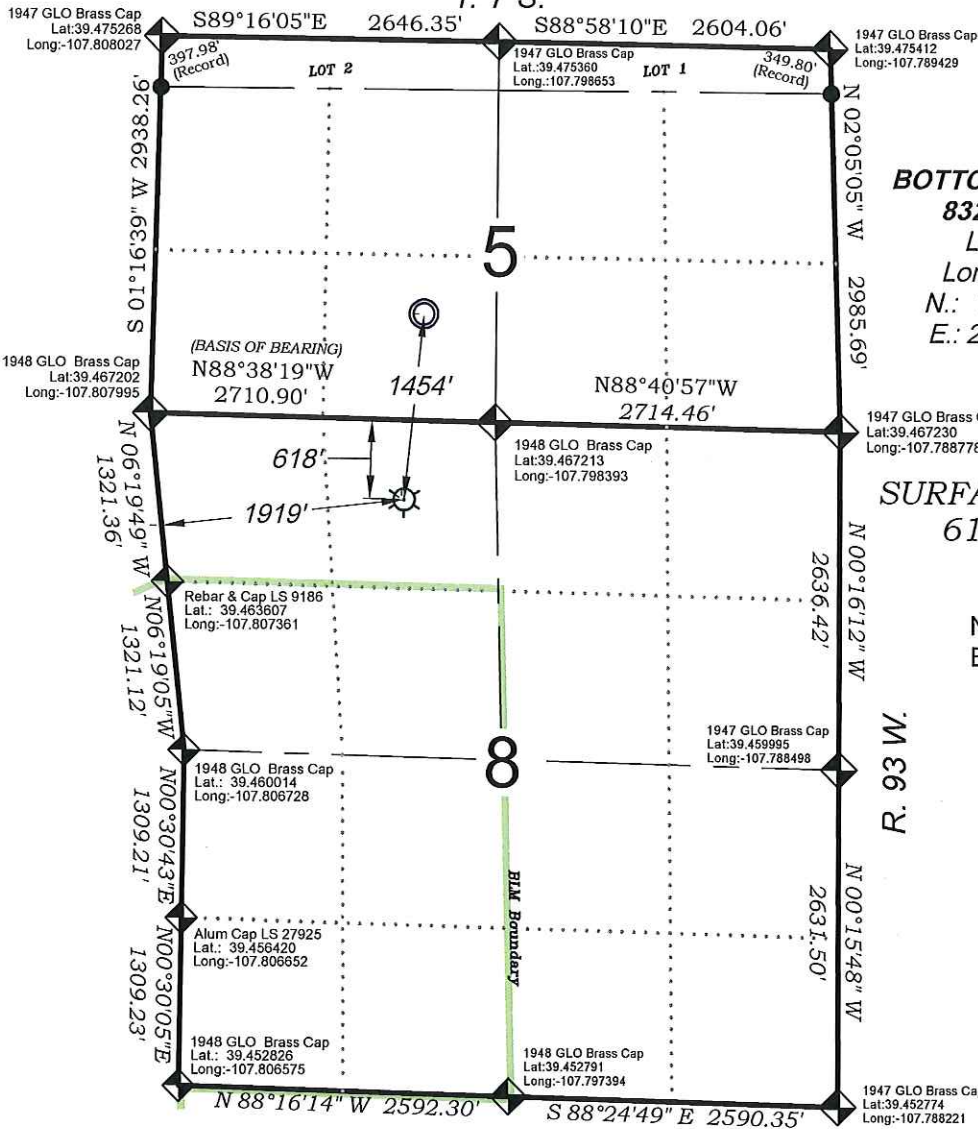 T. 7 S.
1947 GLO Brass Cap
Lat:39.475268
Long:-107.808027
S89°16'05"E 2646.35'
S88°58'10"E 2604.06'
1947 GLO Brass Cap
Lat:39.475412
Long:-107.789429
1947 GLO Brass Cap
Lat.:39.475360
Long.:107.798653
397.98'
(Record)
LOT 2
LOT 1
349.80'
(Record)
S 01°16'39" W 2938.26'
N 02°05'05" W 2985.69'
BOTTO
832
L
Lon
N.:
E.: 2
5
(BASIS OF BEARING)
N88°38'19"W
2710.90'
1454'
N88°40'57"W
2714.46'
1948 GLO Brass Cap
Lat:39.467202
Long:-107.807995
1948 GLO Brass Cap
Lat:39.467213
Long:-107.798393
1947 GLO Brass C
Lat:39.467230
Long:-107.788778
618'
1919'
SURFA
61
N
E
N 06°19'49" W
1321.36'
N 00°16'12" W
2636.42'
Rebar & Cap LS 9186
Lat.: 39.463607
Long:-107.807361
N06°19'05"W
1321.12'
R. 93 W.
1947 GLO Brass Cap
Lat:39.459995
Long:-107.788498
8
1948 GLO Brass Cap
Lat.: 39.460014
Long:-107.806728
N00°30'43"E
1309.21'
BLM Boundary
N 00°15'48" W
2631.50'
Alum Cap LS 27925
Lat.: 39.456420
Long:-107.806652
N00°30'05"E
1309.23'
1948 GLO Brass Cap
Lat.: 39.452826
Long:-107.806575
1948 GLO Brass Cap
Lat:39.452791
Long:-107.797394
1947 GLO Brass Ca
Lat:39.452774
Long:-107.788221
N 88°16'14" W 2592.30'
S 88°24'49" E 2590.35'